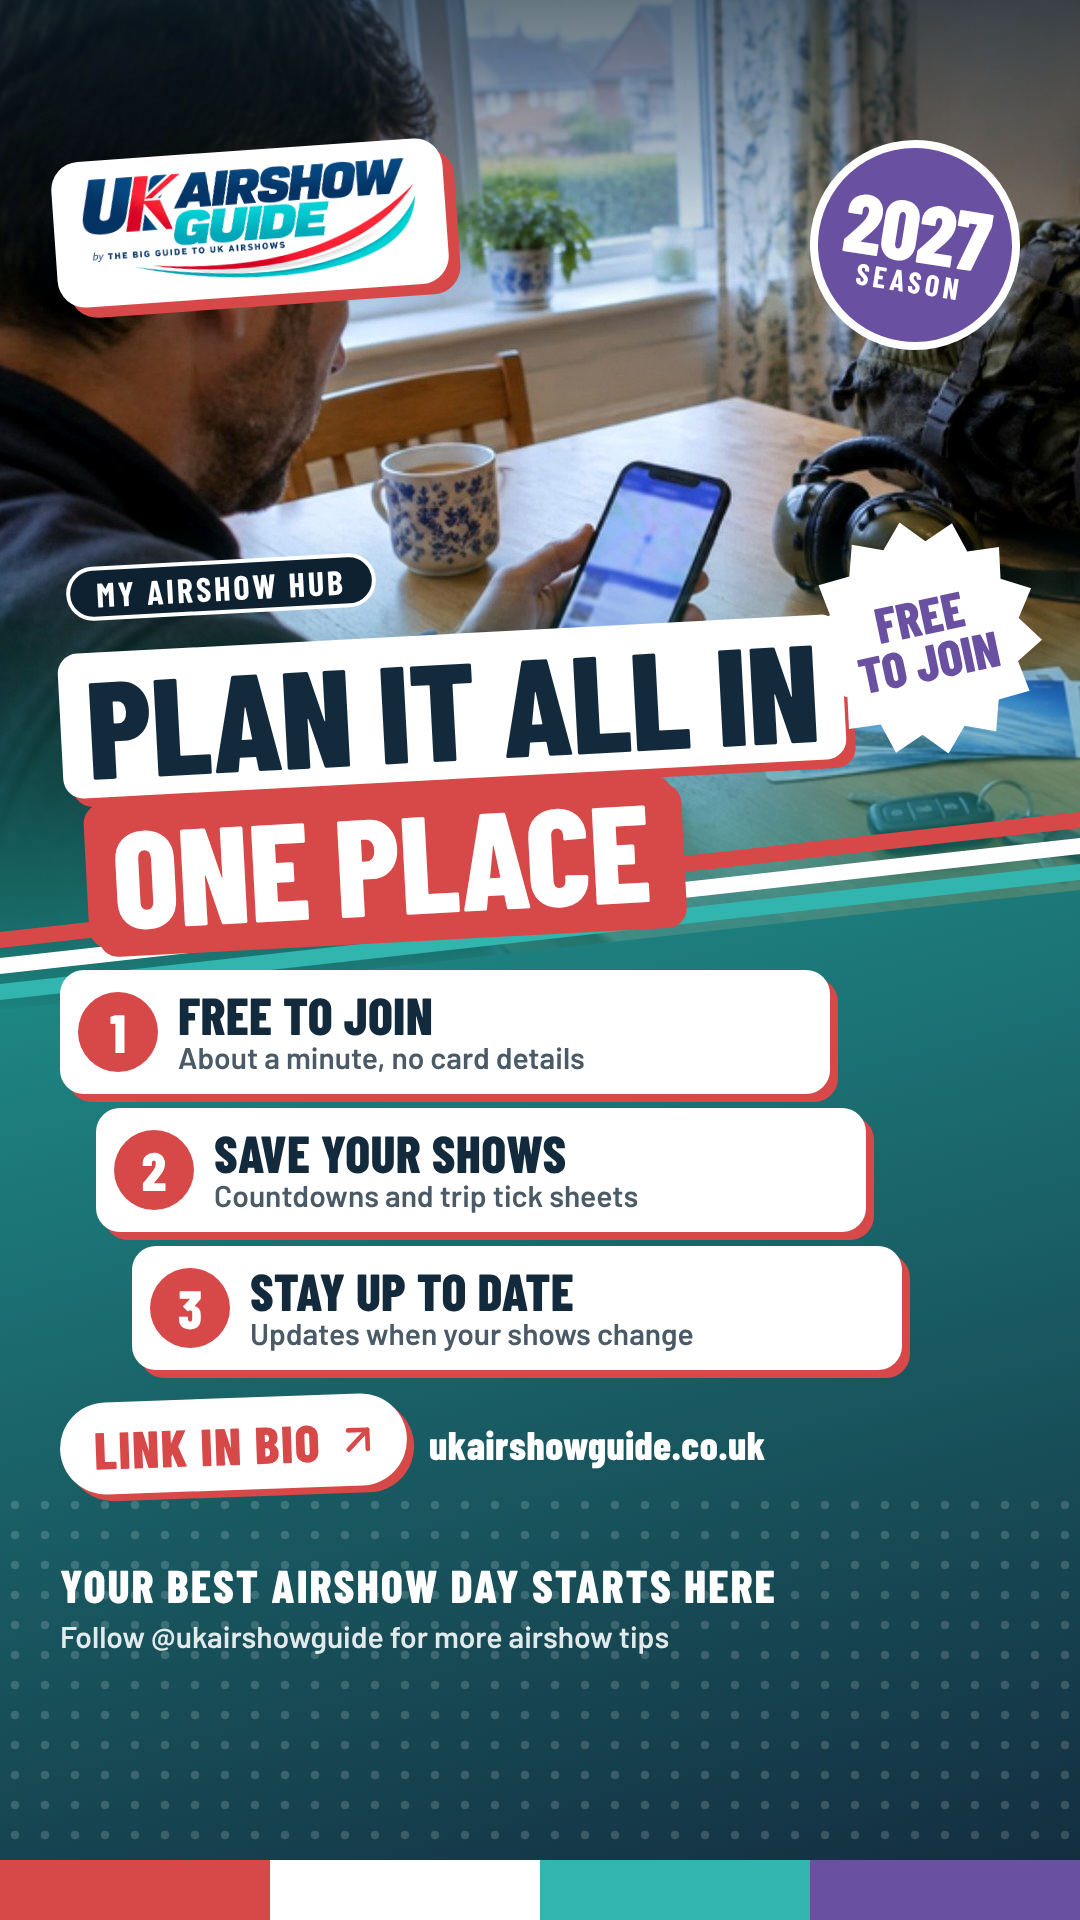 UK AIRSHOW
GUIDE
by THE BIG GUIDE TO UK AIRSHOWS
2027
SEASON
MY AIRSHOW HUB
FREE
TO JOIN
PLAN IT ALL IN
ONE PLACE
1
FREE TO JOIN
About a minute, no card details
2
SAVE YOUR SHOWS
Countdowns and trip tick sheets
3
STAY UP TO DATE
Updates when your shows change
LINK IN BIO
ukairshowguide.co.uk
YOUR BEST AIRSHOW DAY STARTS HERE
Follow @ukairshowguide for more airshow tips